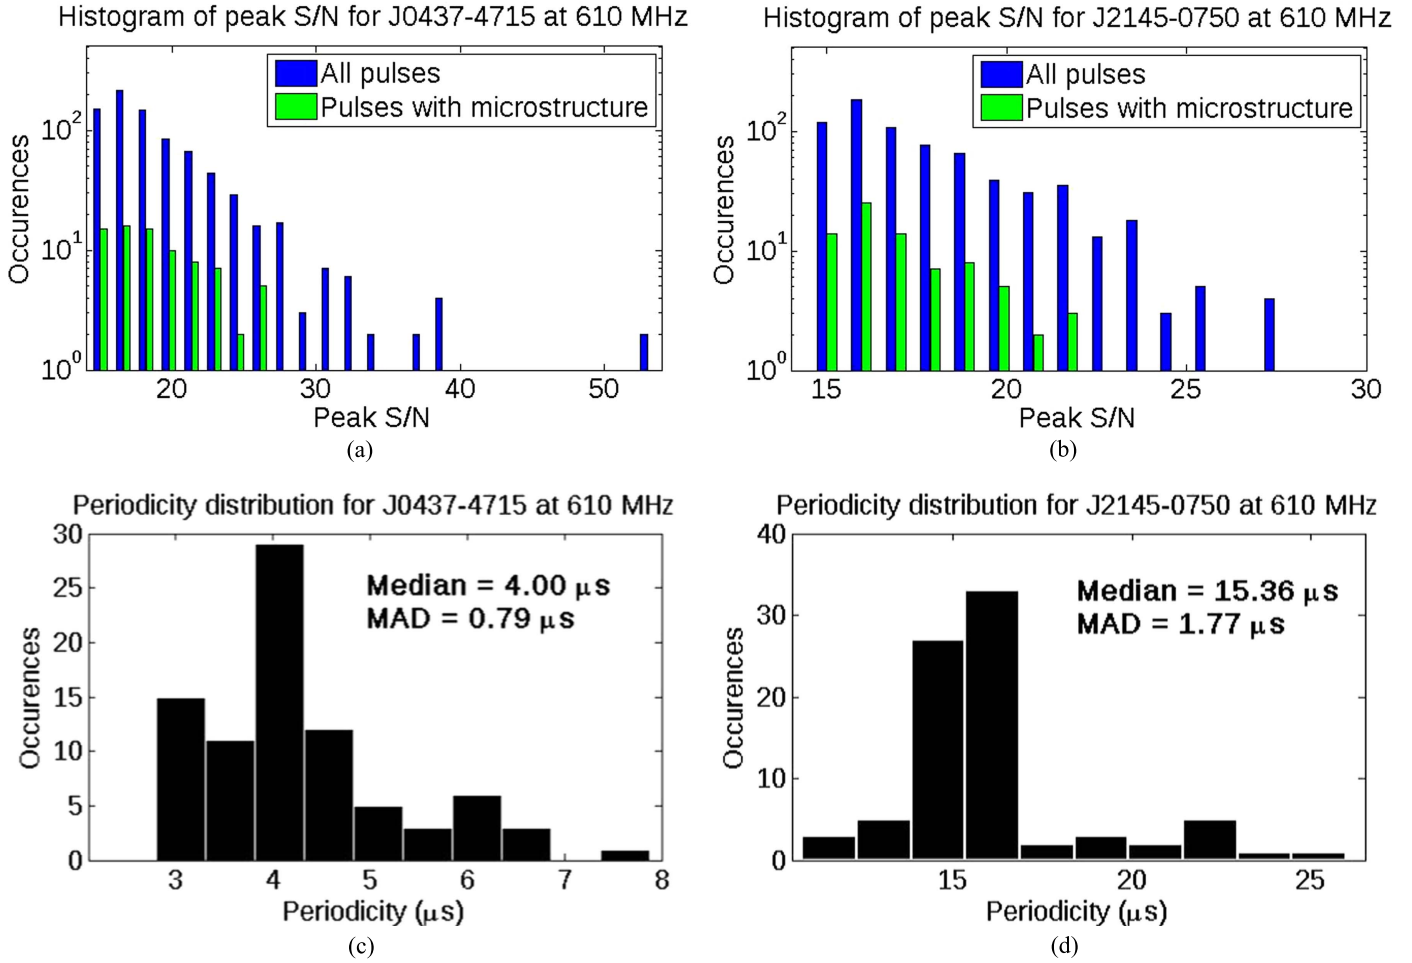 Histogram of peak S/N for J0437-4715 at 610 MHz
All pulses
Pulses with microstructure
10^2
10^1
10^0
Occurences
20 30 40 50
Peak S/N
(a)
Histogram of peak S/N for J2145-0750 at 610 MHz
All pulses
Pulses with microstructure
10^2
10^1
10^0
Occurences
15 20 25 30
Peak S/N
(b)
Periodicity distribution for J0437-4715 at 610 MHz
30
25
20
15
10
5
0
Occurences
Median = 4.00 μs
MAD = 0.79 μs
3 4 5 6 7 8
Periodicity (μs)
(c)
Periodicity distribution for J2145-0750 at 610 MHz
40
30
20
10
0
Occurences
Median = 15.36 μs
MAD = 1.77 μs
15 20 25
Periodicity (μs)
(d)